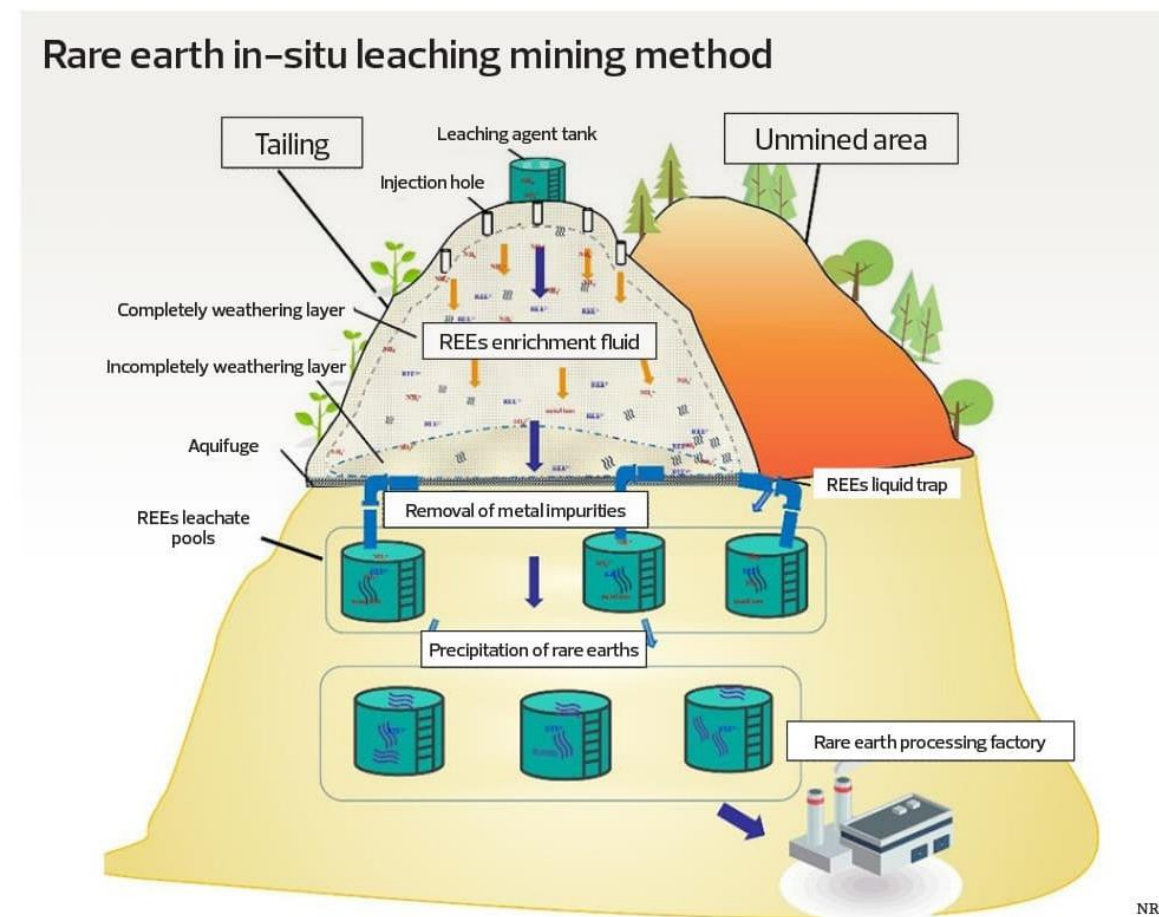 Rare earth in-situ leaching mining method
Leaching agent tank
Tailing
Unmined area
Injection hole
Completely weathering layer
REEs enrichment fluid
Incompletely weathering layer
Aquifuge
REEs liquid trap
Removal of metal impurities
REEs leachate
pools
Precipitation of rare earths
Rare earth processing factory
NR